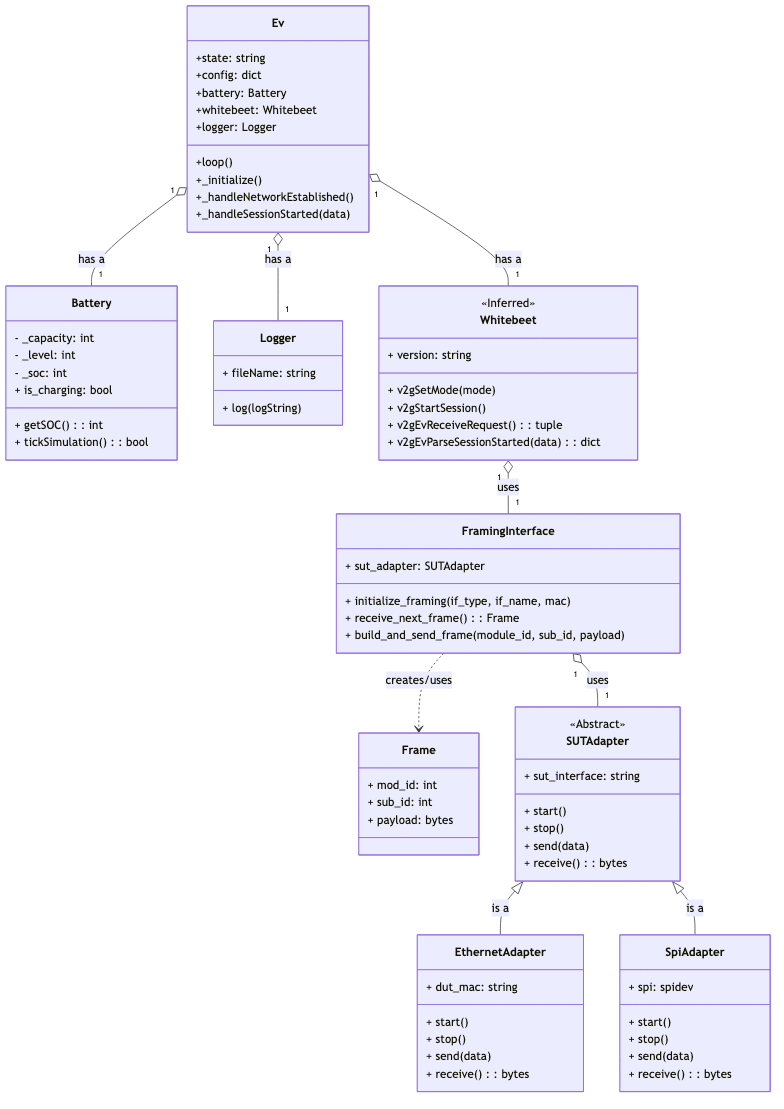 Ev
+state: string
+config: dict
+battery: Battery
+whitebeet: Whitebeet
+logger: Logger
+loop()
+_initialize()
+_handleNetworkEstablished()
+_handleSessionStarted(data)
1
1
1
has a
has a
has a
1
1
1
Battery
- _capacity: int
- _level: int
- _soc: int
+ is_charging: bool
+ getSOC() : : int
+ tickSimulation() : : bool
Logger
+ fileName: string
+ log(logString)
«Inferred»
Whitebeet
+ version: string
+ v2gSetMode(mode)
+ v2gStartSession()
+ v2gEvReceiveRequest() : : tuple
+ v2gEvParseSessionStarted(data) : : dict
1
uses
1
FramingInterface
+ sut_adapter: SUTAdapter
+ initialize_framing(if_type, if_name, mac)
+ receive_next_frame() : : Frame
+ build_and_send_frame(module_id, sub_id, payload)
creates/uses
1
uses
1
Frame
+ mod_id: int
+ sub_id: int
+ payload: bytes
«Abstract»
SUTAdapter
+ sut_interface: string
+ start()
+ stop()
+ send(data)
+ receive() : : bytes
is a
is a
EthernetAdapter
+ dut_mac: string
+ start()
+ stop()
+ send(data)
+ receive() : : bytes
SpiAdapter
+ spi: spidev
+ start()
+ stop()
+ send(data)
+ receive() : : bytes